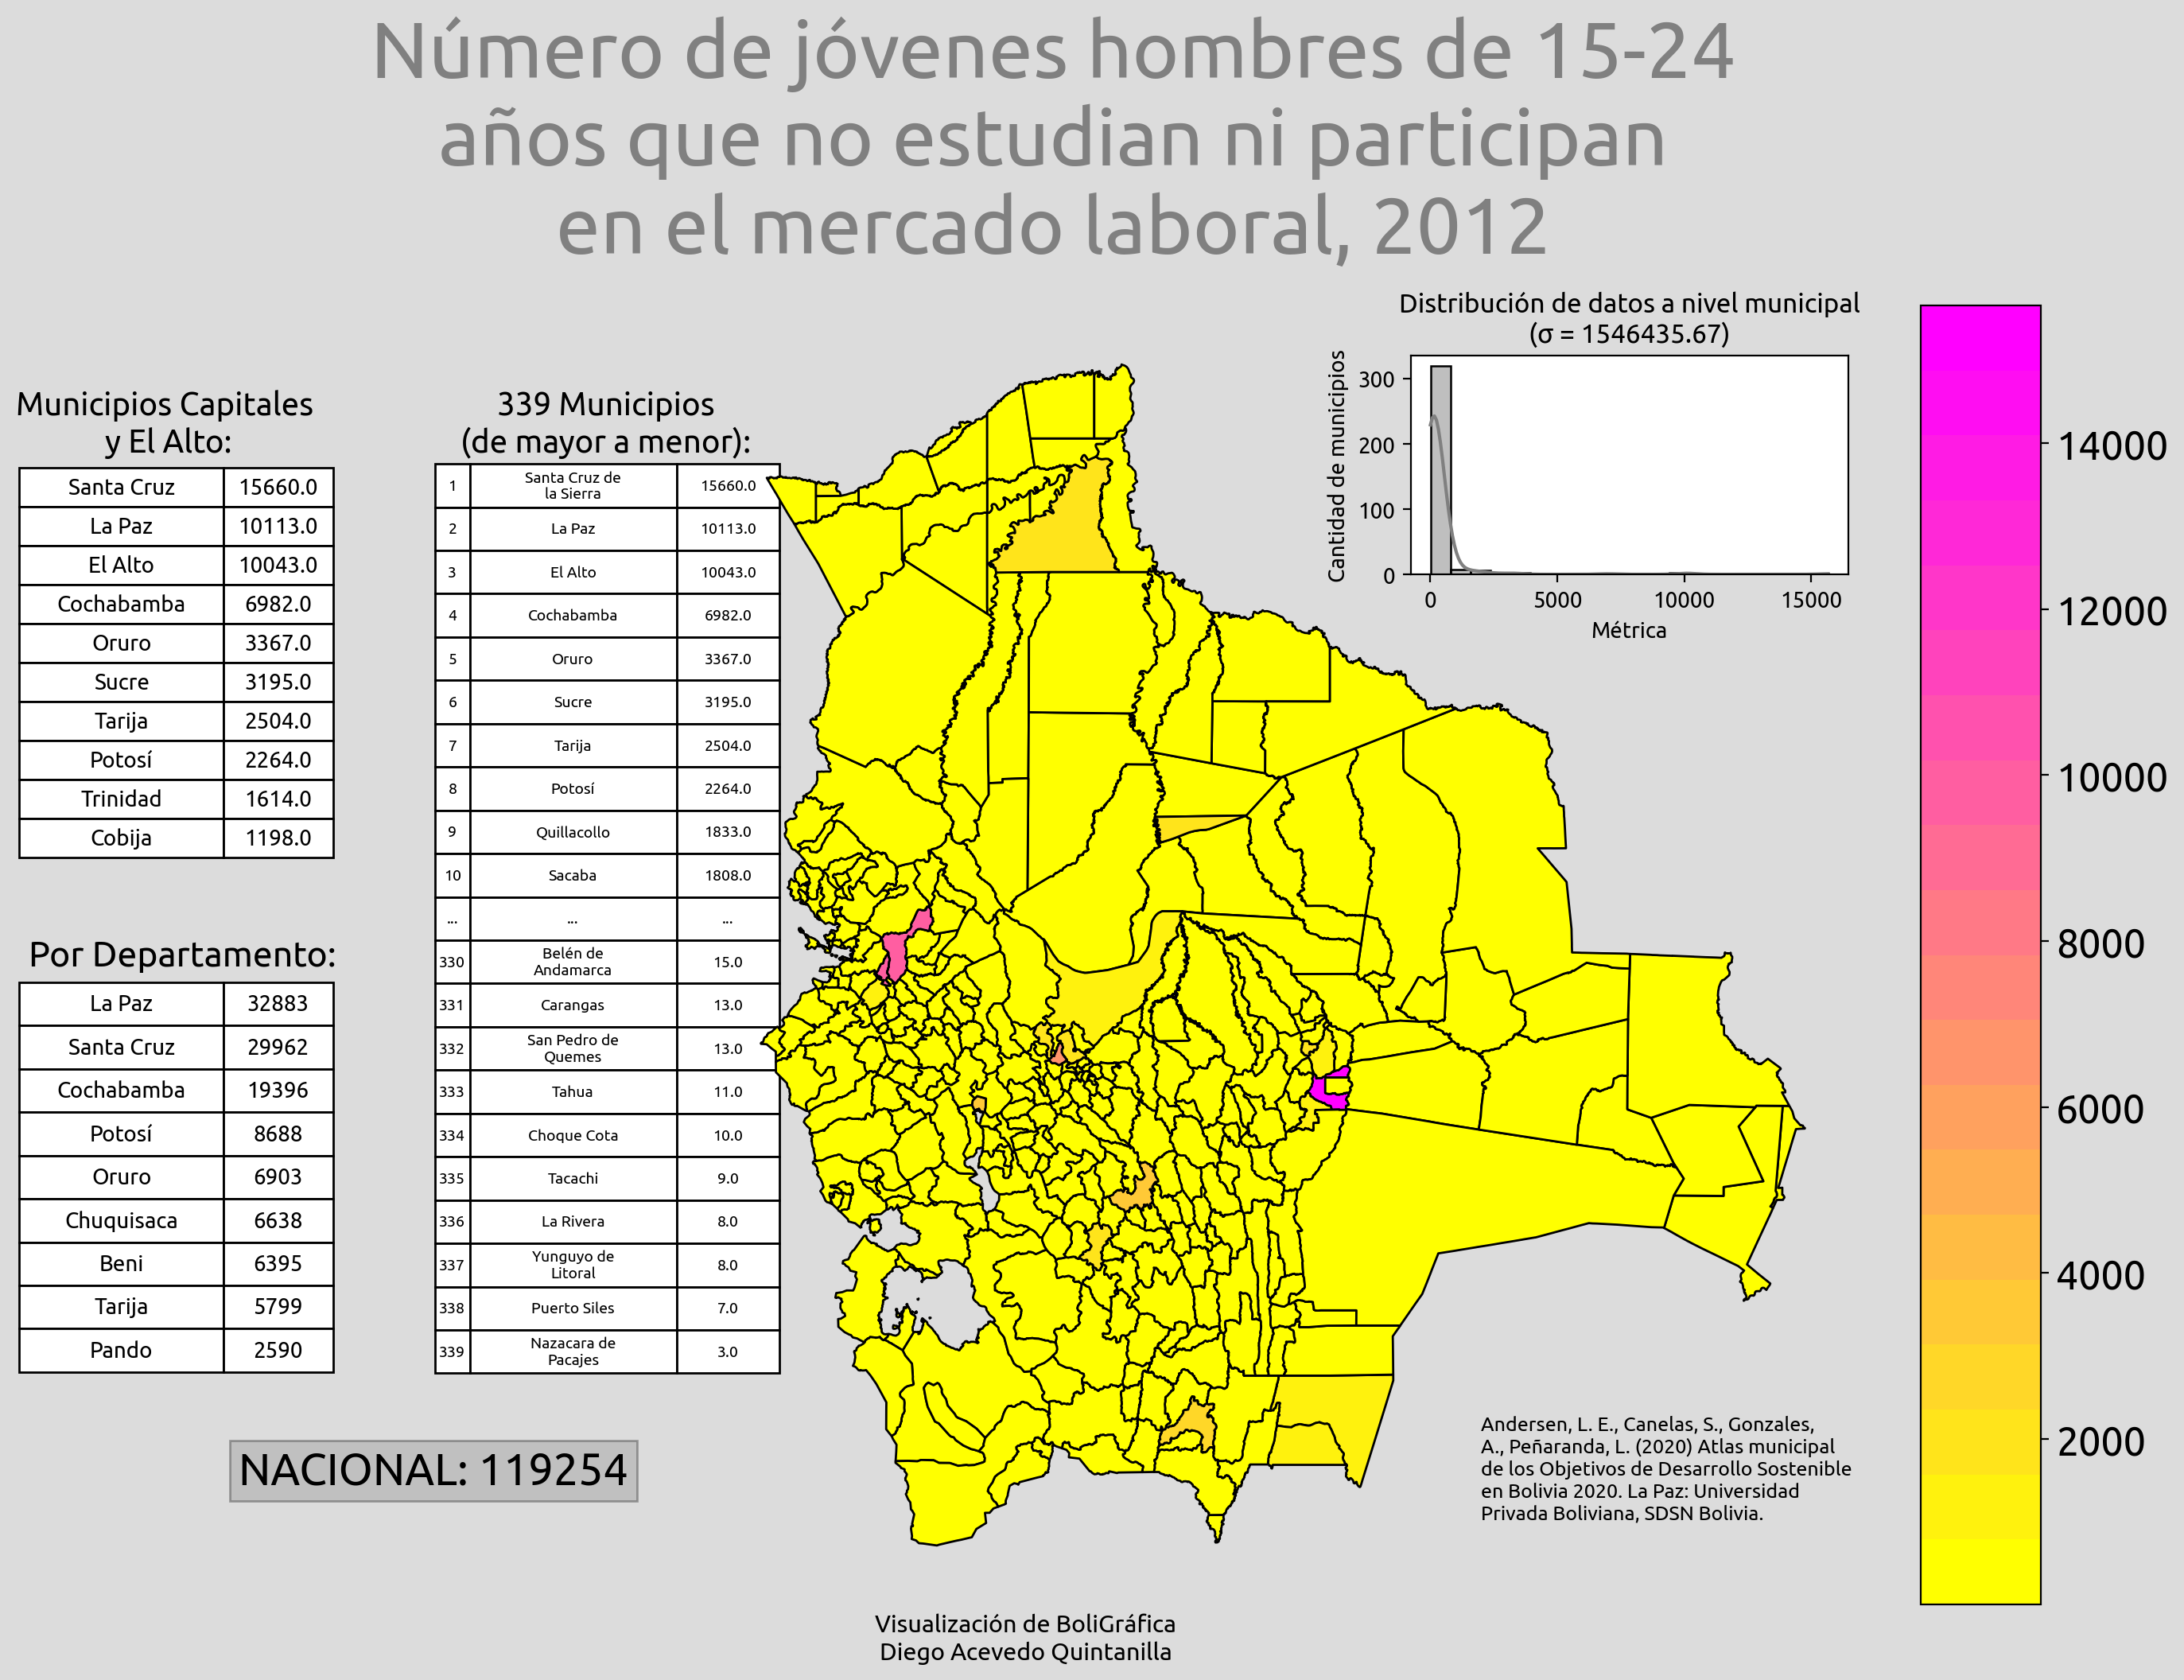 Número de jóvenes hombres de 15-24
años que no estudian ni participan
en el mercado laboral, 2012
Municipios Capitales
y El Alto:
Santa Cruz 15660.0
La Paz 10113.0
El Alto 10043.0
Cochabamba 6982.0
Oruro 3367.0
Sucre 3195.0
Tarija 2504.0
Potosí 2264.0
Trinidad 1614.0
Cobija 1198.0
Por Departamento:
La Paz 32883
Santa Cruz 29962
Cochabamba 19396
Potosí 8688
Oruro 6903
Chuquisaca 6638
Beni 6395
Tarija 5799
Pando 2590
NACIONAL: 119254
339 Municipios
(de mayor a menor):
1 Santa Cruz de
la Sierra 15660.0
2 La Paz 10113.0
3 El Alto 10043.0
4 Cochabamba 6982.0
5 Oruro 3367.0
6 Sucre 3195.0
7 Tarija 2504.0
8 Potosí 2264.0
9 Quillacollo 1833.0
10 Sacaba 1808.0
... ... ...
330 Belén de
Andamarca 15.0
331 Carangas 13.0
332 San Pedro de
Quemes 13.0
333 Tahua 11.0
334 Choque Cota 10.0
335 Tacachi 9.0
336 La Rivera 8.0
337 Yunguyo de
Litoral 8.0
338 Puerto Siles 7.0
339 Nazacara de
Pacajes 3.0
Distribución de datos a nivel municipal
(σ = 1546435.67)
Cantidad de municipios
300
200
100
0
0 5000 10000 15000
Métrica
14000
12000
10000
8000
6000
4000
2000
Andersen, L. E., Canelas, S., Gonzales,
A., Peñaranda, L. (2020) Atlas municipal
de los Objetivos de Desarrollo Sostenible
en Bolivia 2020. La Paz: Universidad
Privada Boliviana, SDSN Bolivia.
Visualización de BoliGráfica
Diego Acevedo Quintanilla